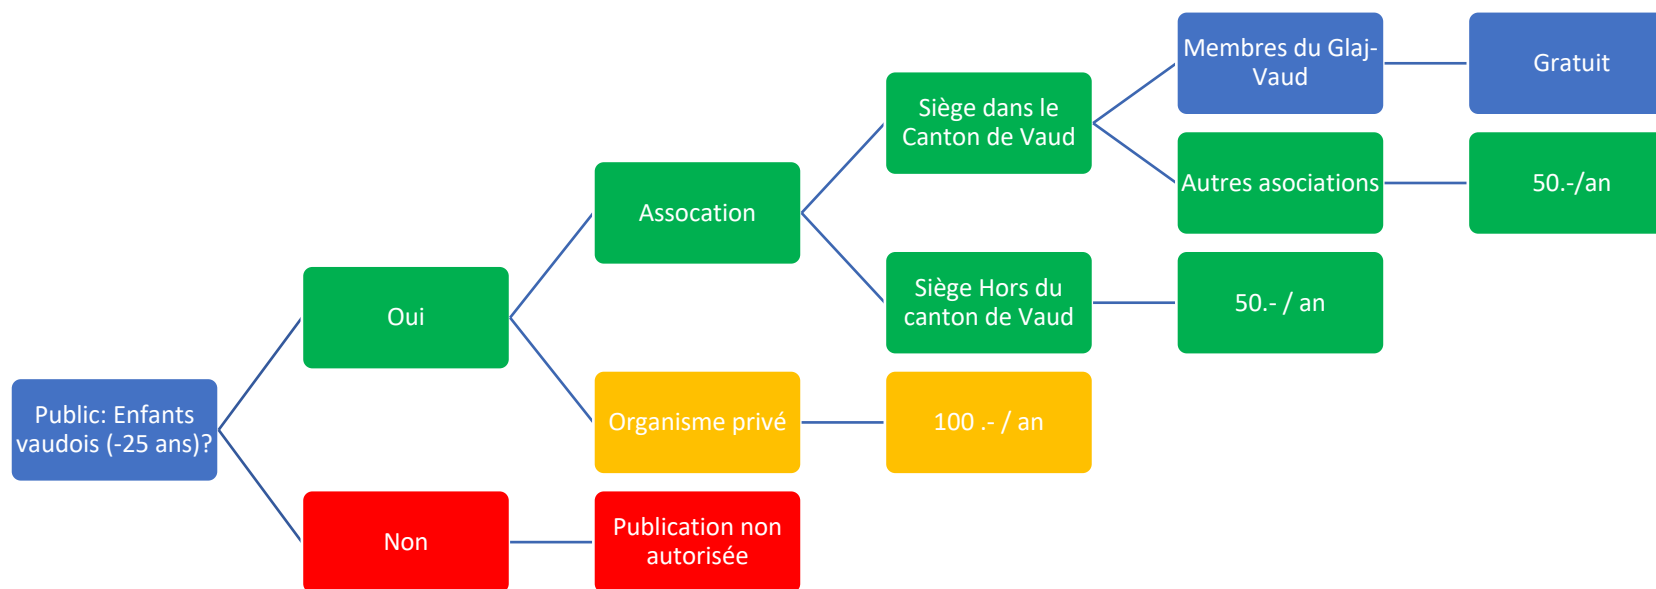 Membres du Glaj-
Vaud
Gratuit
Siège dans le
Canton de Vaud
Autres asociations
50.-/an
Assocation
Siège Hors du
canton de Vaud
50.- / an
Oui
Public: Enfants
vaudois (-25 ans)?
Organisme privé
100 .- / an
Non
Publication non
autorisée